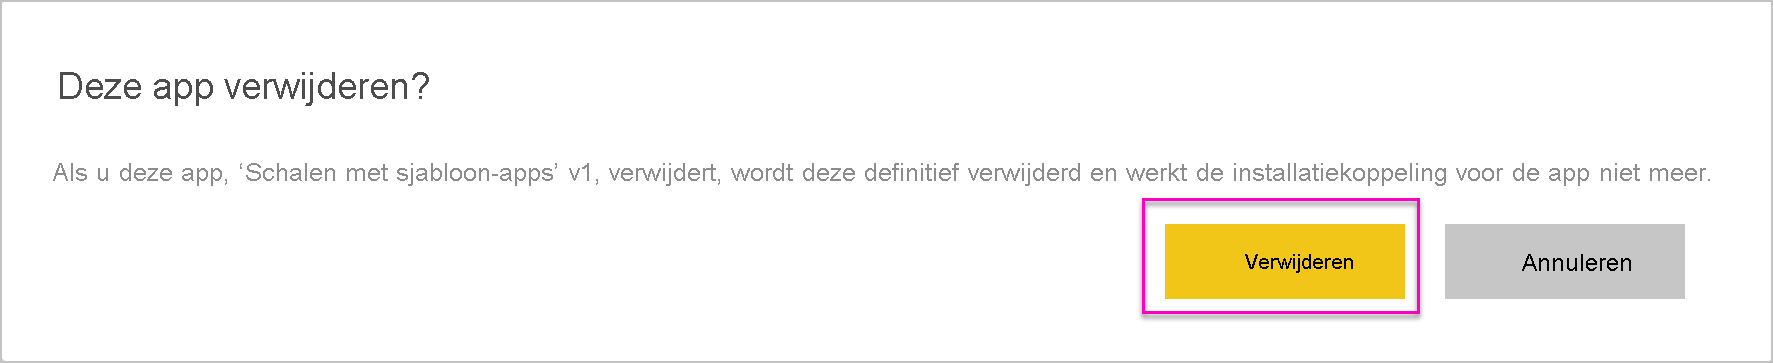 Deze app verwijderen?
Als u deze app, ‘Schalen met sjabloon-apps’ v1, verwijdert, wordt deze definitief verwijderd en werkt de installatiekoppeling voor de app niet meer.
Verwijderen
Annuleren